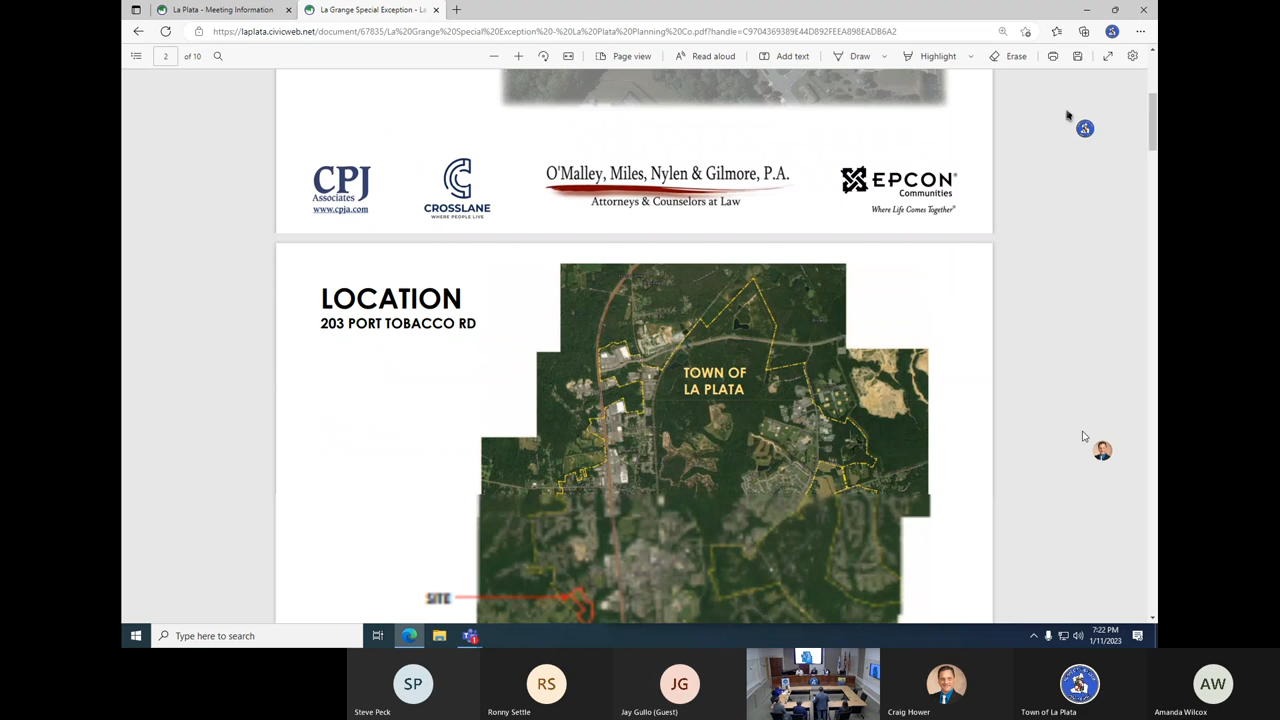 La Plata - Meeting Information
La Grange Special Exception - La
https://laplata.civicweb.net/document/67835/La%20Grange%20Special%20Exception%20-%20La%20Plata%20Planning%20Co.pdf?handle=C9704369389E44D892FEEA898EADB6A2
2 of 10
Page view
Read aloud
Add text
Draw
Highlight
Erase
CPJ
Associates
www.cpja.com
CROSSLANE
WHERE PEOPLE LIVE
O'Malley, Miles, Nylen & Gilmore, P.A.
Attorneys & Counselors at Law
EPCON®
Communities
Where Life Comes Together®
LOCATION
203 PORT TOBACCO RD
TOWN OF
LA PLATA
SITE
Type here to search
7:22 PM
1/11/2023
SP
RS
JG
AW
Steve Peck
Ronny Settle
Jay Gullo (Guest)
Craig Hower
Town of La Plata
Amanda Wilcox